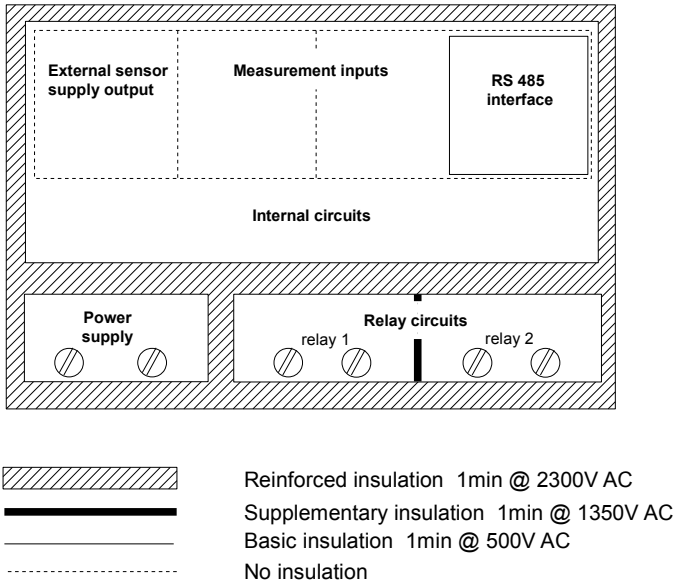 External sensor
supply output
Measurement inputs
RS 485
interface
Internal circuits
Power
supply
Relay circuits
relay 1
relay 2
Reinforced insulation 1min @ 2300V AC
Supplementary insulation 1min @ 1350V AC
Basic insulation 1min @ 500V AC
No insulation